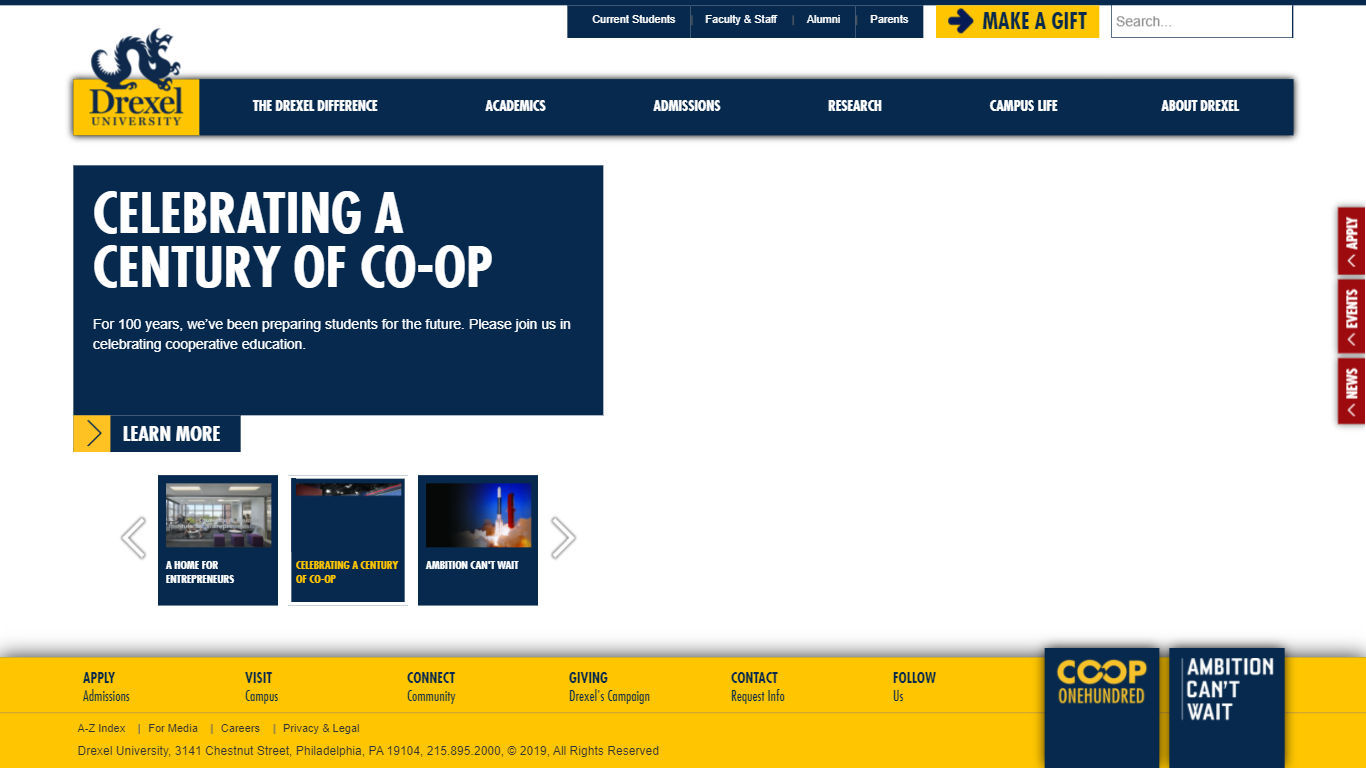 Current Students
Faculty & Staff
Alumni
Parents
MAKE A GIFT
Search...
Drexel
UNIVERSITY
THE DREXEL DIFFERENCE
ACADEMICS
ADMISSIONS
RESEARCH
CAMPUS LIFE
ABOUT DREXEL
CELEBRATING A
CENTURY OF CO-OP
For 100 years, we’ve been preparing students for the future. Please join us in
celebrating cooperative education.
LEARN MORE
APPLY
EVENTS
NEWS
A HOME FOR
ENTREPRENEURS
CELEBRATING A CENTURY
OF CO-OP
AMBITION CAN'T WAIT
APPLY
Admissions
VISIT
Campus
CONNECT
Community
GIVING
Drexel's Campaign
CONTACT
Request Info
FOLLOW
Us
COOP
ONEHUNDRED
AMBITION
CAN'T
WAIT
A-Z Index | For Media | Careers | Privacy & Legal
Drexel University, 3141 Chestnut Street, Philadelphia, PA 19104, 215.895.2000, © 2019, All Rights Reserved